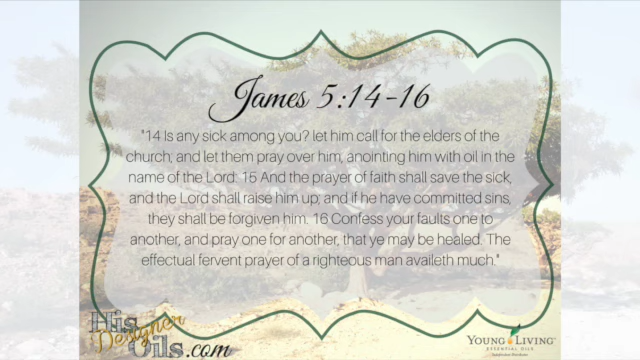 James 5:14-16
"14 Is any sick among you? let him call for the elders of the
church; and let them pray over him, anointing him with oil in the
name of the Lord: 15 And the prayer of faith shall save the sick,
and the Lord shall raise him up; and if he have committed sins,
they shall be forgiven him. 16 Confess your faults one to
another, and pray one for another, that ye may be healed. The
effectual fervent prayer of a righteous man availeth much."
His
Designer
Oils.com
YOUNG LIVING
ESSENTIAL OILS
Independent Distributor